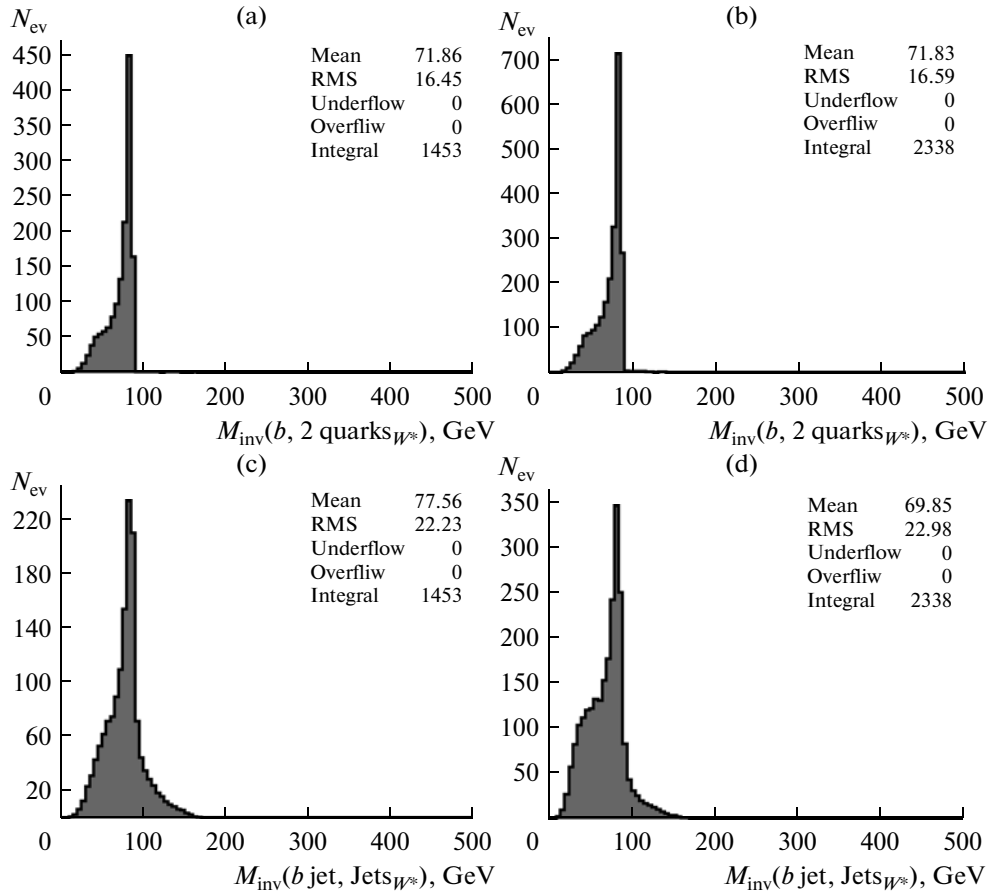 (a)
N_ev
450
400
350
300
250
200
150
100
50
0 100 200 300 400 500
Mean 71.86
RMS 16.45
Underflow 0
Overfliw 0
Integral 1453
M_inv(b, 2 quarks_W*), GeV
(b)
N_ev
700
600
500
400
300
200
100
0 100 200 300 400 500
Mean 71.83
RMS 16.59
Underflow 0
Overfliw 0
Integral 2338
M_inv(b, 2 quarks_W*), GeV
(c)
N_ev
220
180
140
100
60
20
0 100 200 300 400 500
Mean 77.56
RMS 22.23
Underflow 0
Overfliw 0
Integral 1453
M_inv(b jet, Jets_W*), GeV
(d)
N_ev
350
300
250
200
150
100
50
0 100 200 300 400 500
Mean 69.85
RMS 22.98
Underflow 0
Overfliw 0
Integral 2338
M_inv(b jet, Jets_W*), GeV